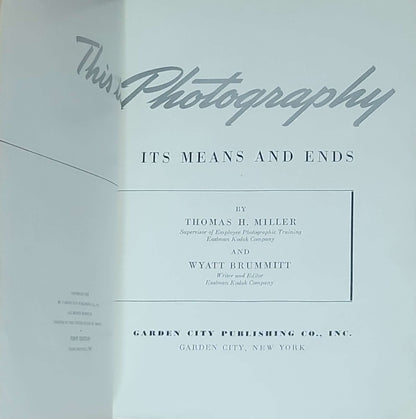 This is Photography
ITS MEANS AND ENDS
BY
THOMAS H. MILLER
Supervisor of Employee Photographic Training
Eastman Kodak Company
AND
WYATT BRUMMITT
Writer and Editor
Eastman Kodak Company
GARDEN CITY PUBLISHING CO., INC.
GARDEN CITY, NEW YORK